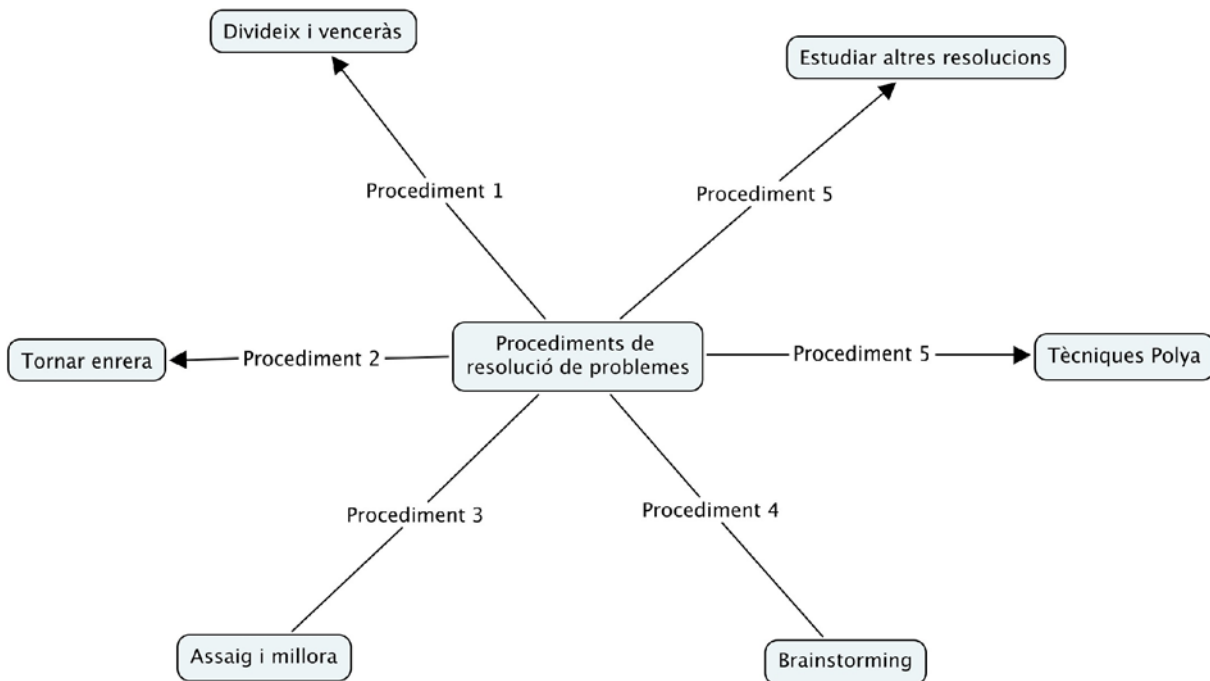 Divideix i venceràs
Estudiar altres resolucions
Procediment 1
Procediment 5
Procediments de
resolució de problemes
Tornar enrera
Procediment 2
Procediment 5
Tècniques Polya
Procediment 3
Procediment 4
Assaig i millora
Brainstorming